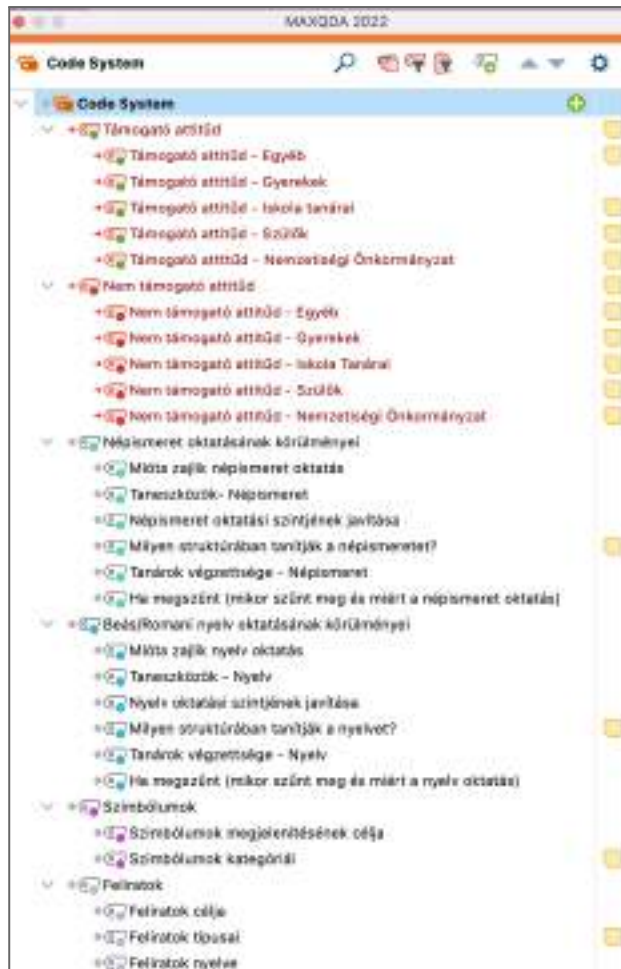 MAXQDA 2022
Code System
Code System
Támogató attitűd
Támogató attitűd - Egyéb
Támogató attitűd - Gyerekek
Támogató attitűd - Iskola tanárai
Támogató attitűd - Szülők
Támogató attitűd - Nemzetiségi Önkormányzat
Nem támogató attitűd
Nem támogató attitűd - Egyéb
Nem támogató attitűd - Gyerekek
Nem támogató attitűd - Iskola Tanárai
Nem támogató attitűd - Szülők
Nem támogató attitűd - Nemzetiségi Önkormányzat
Népismeret oktatásának körülményei
Mióta zajlik népismeret oktatás
Taneszközök- Népismeret
Népismeret oktatási szintjének javítása
Milyen struktúrában tanítják a népismeretet?
Tanárok végzettsége - Népismeret
Ha megszűnt (mikor szűnt meg és miért a népismeret oktatás)
Beás/Romani nyelv oktatásának körülményei
Mióta zajlik nyelv oktatás
Taneszközök - Nyelv
Nyelv oktatási szintjének javítása
Milyen struktúrában tanítják a nyelvet?
Tanárok végzettsége - Nyelv
Ha megszűnt (mikor szűnt meg és miért a nyelv oktatás)
Szimbólumok
Szimbólumok megjelenítésének célja
Szimbólumok kategóriái
Feliratok
Feliratok célja
Feliratok típusai
Feliratok nyelve